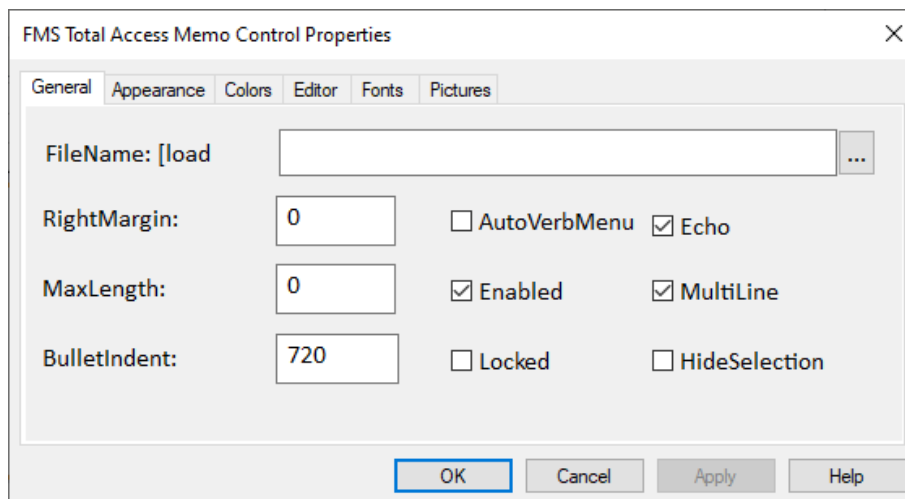 FMS Total Access Memo Control Properties
General Appearance Colors Editor Fonts Pictures
FileName: [load
...
RightMargin: 0 AutoVerbMenu Echo
MaxLength: 0 Enabled MultiLine
BulletIndent: 720 Locked HideSelection
OK Cancel Apply Help